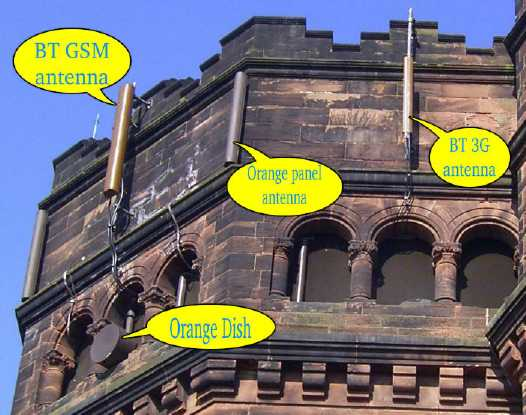 BT GSM
antenna
Orange panel
antenna
BT 3G
antenna
Orange Dish